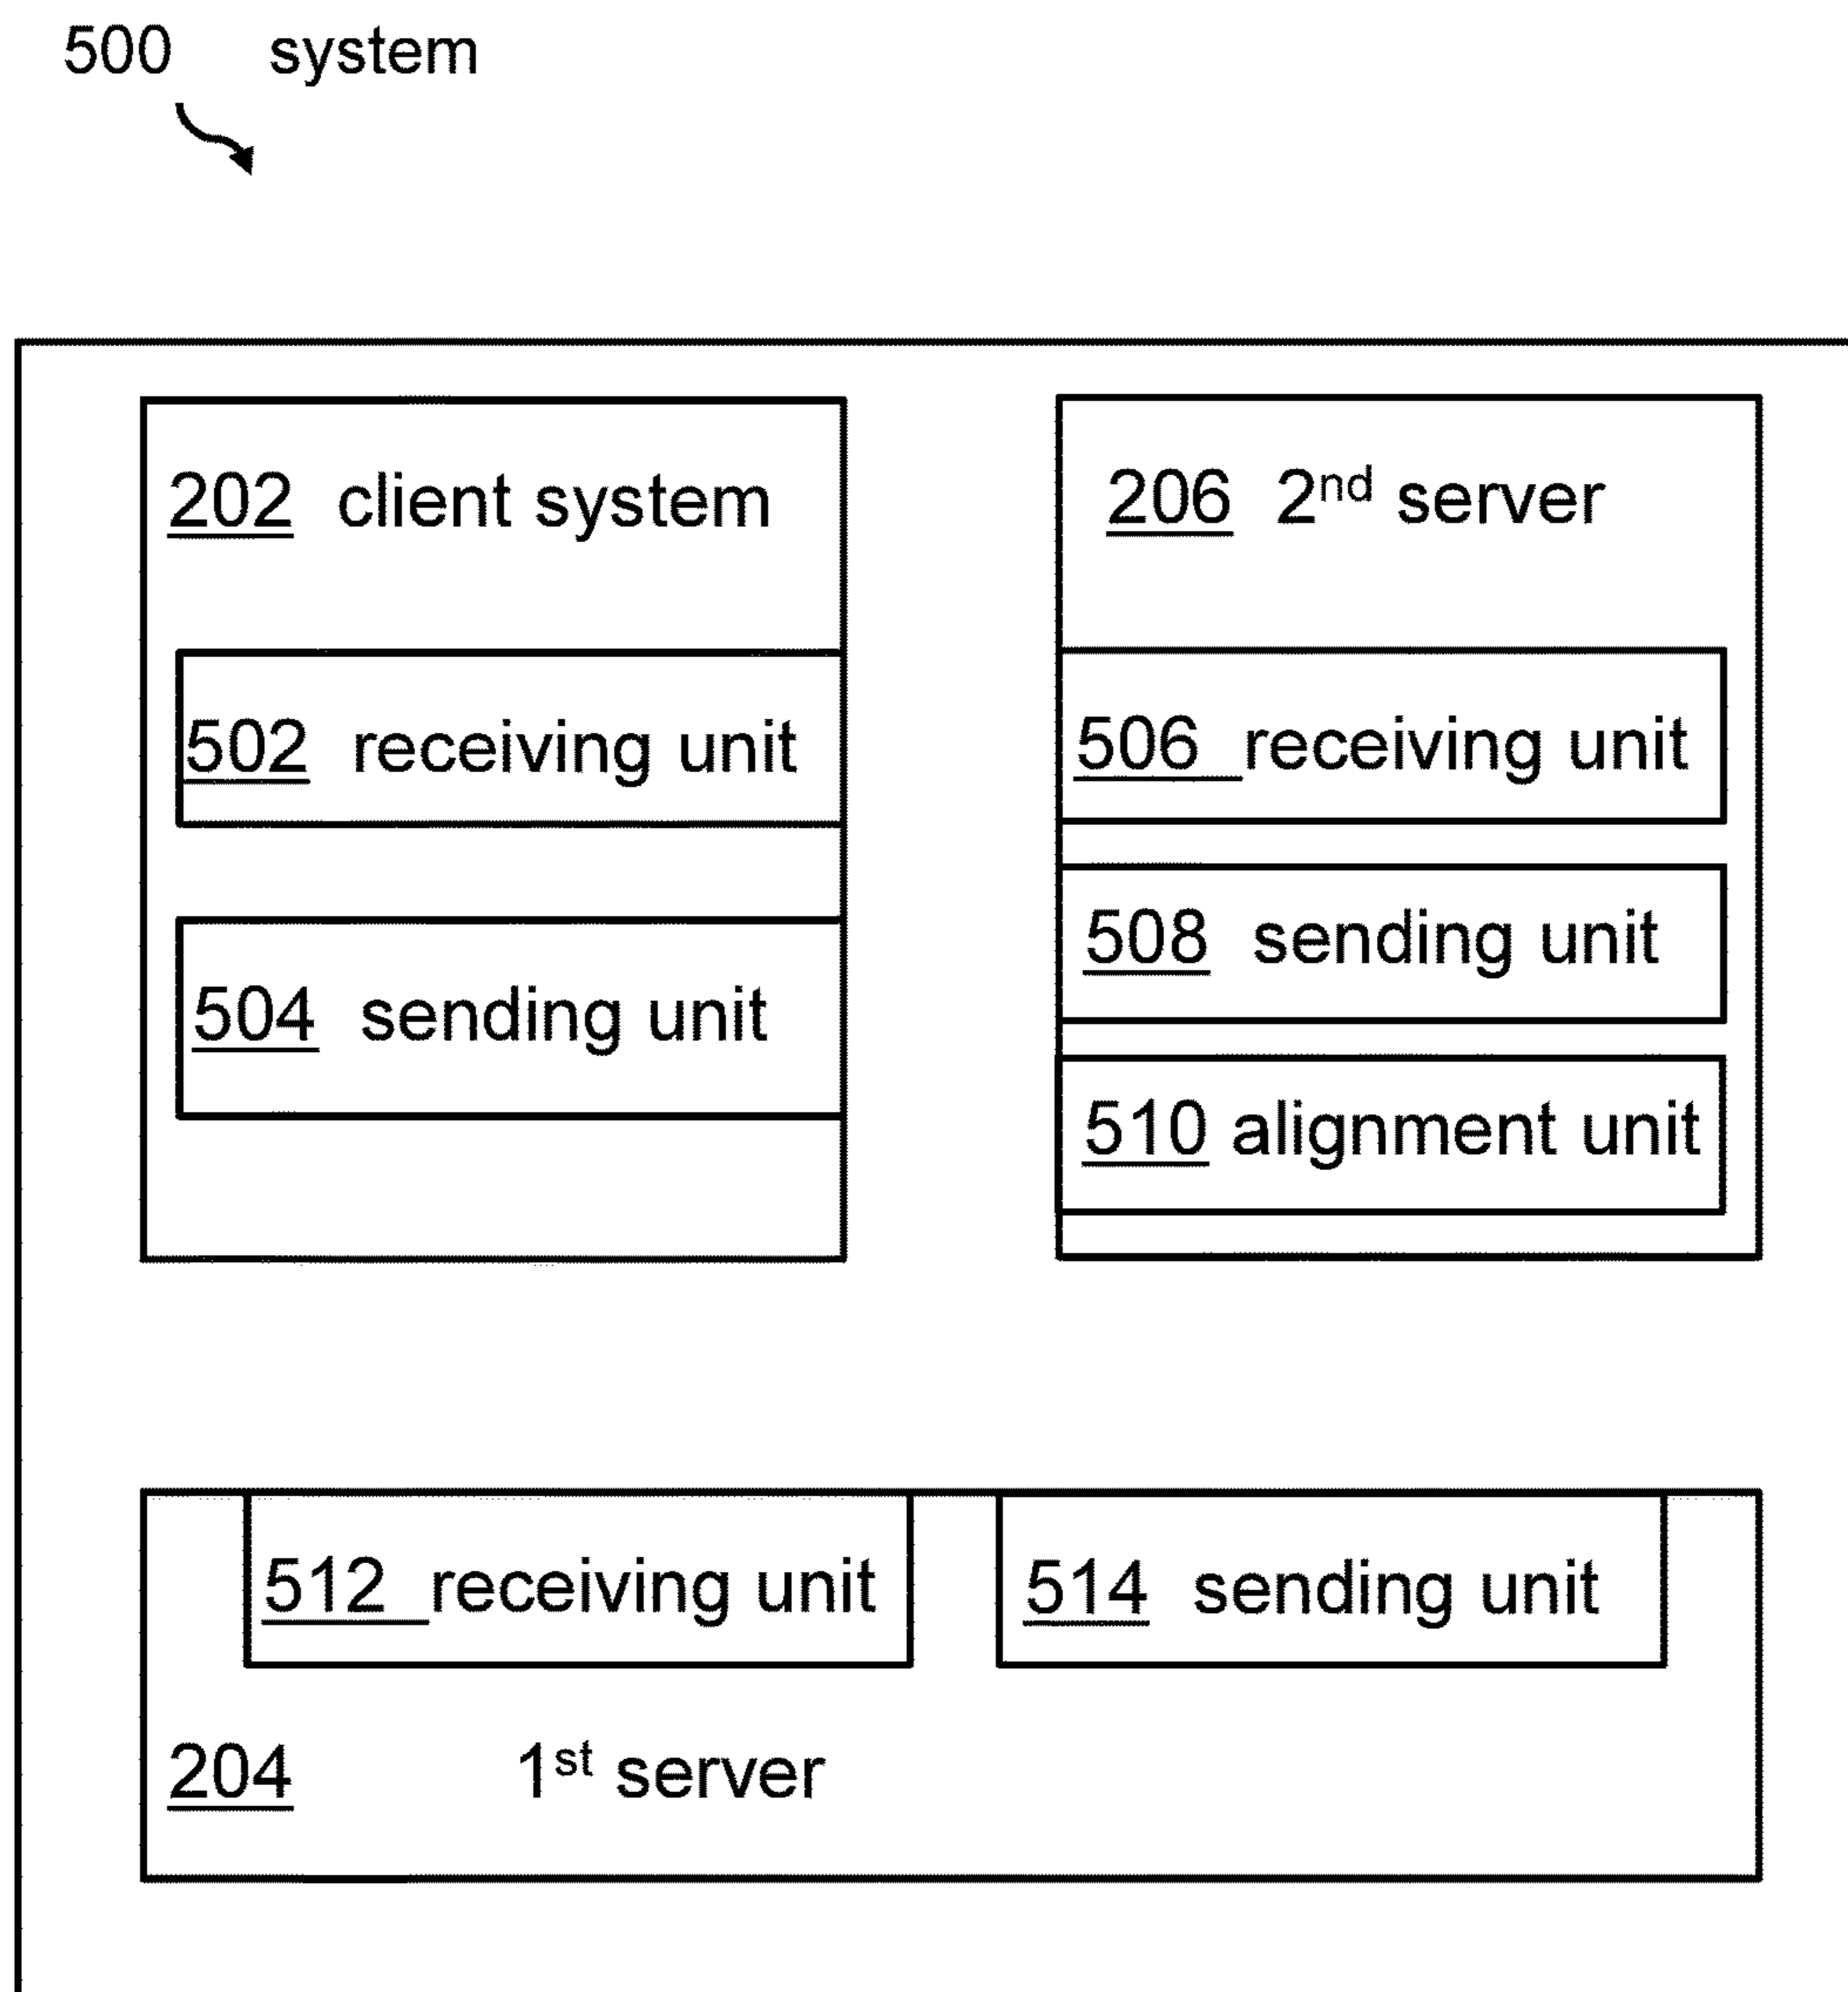 500 system
202 client system
502 receiving unit
504 sending unit
206 2nd server
506 receiving unit
508 sending unit
510 alignment unit
512 receiving unit
514 sending unit
204 1st server